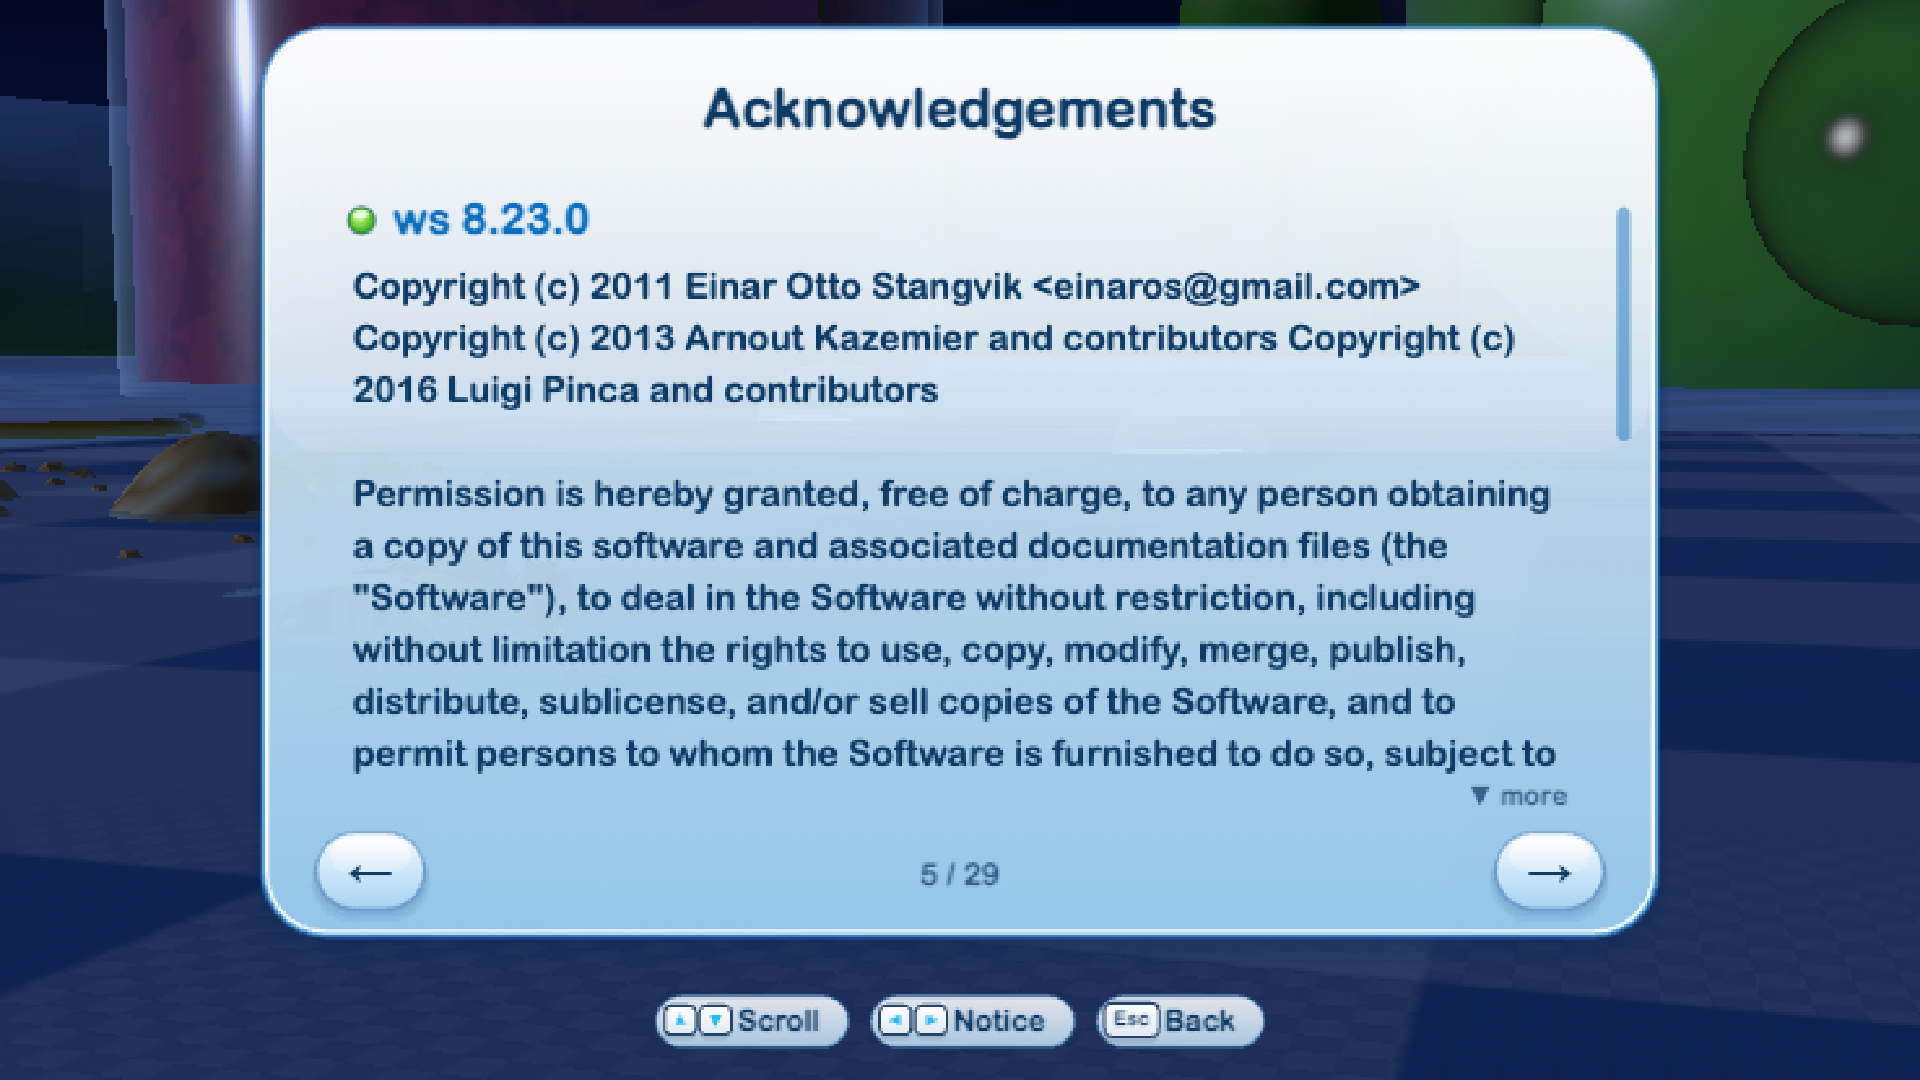 Acknowledgements
ws 8.23.0
Copyright (c) 2011 Einar Otto Stangvik <einaros@gmail.com>
Copyright (c) 2013 Arnout Kazemier and contributors Copyright (c)
2016 Luigi Pinca and contributors
Permission is hereby granted, free of charge, to any person obtaining
a copy of this software and associated documentation files (the
"Software"), to deal in the Software without restriction, including
without limitation the rights to use, copy, modify, merge, publish,
distribute, sublicense, and/or sell copies of the Software, and to
permit persons to whom the Software is furnished to do so, subject to
▼ more
← 5 / 29 →
Scroll Notice Esc Back